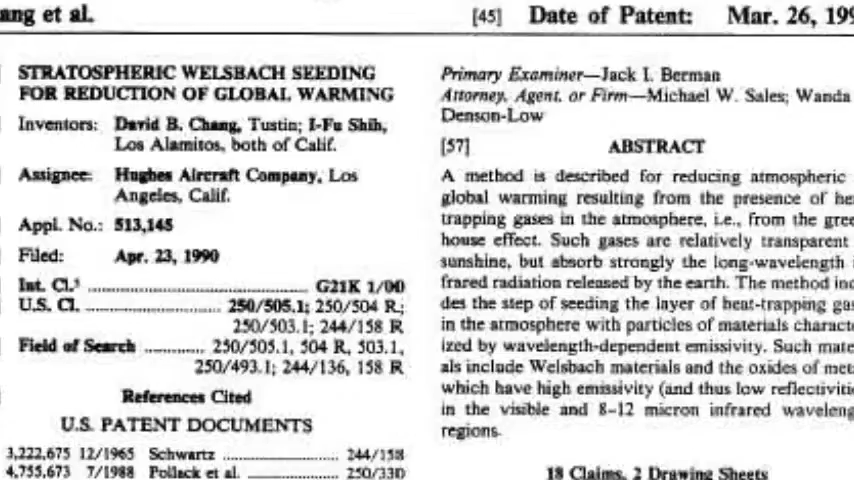 ang et al.
[45] Date of Patent: Mar. 26, 199
STRATOSPHERIC WELSBACH SEEDING
FOR REDUCTION OF GLOBAL WARMING
Inventors: David B. Chang, Tustin; I-Fu Shih,
Los Alamitos, both of Calif.
Assignee: Hughes Aircraft Company, Los
Angeles, Calif.
Appl. No.: 513,145
Filed: Apr. 23, 1990
Int. Cl.⁵ ........ G21K 1/00
U.S. Cl. ........ 250/505.1; 250/504 R;
250/503.1; 244/158 R
Field of Search ........ 250/505.1, 504 R, 503.1,
250/493.1; 244/136, 158 R
References Cited
U.S. PATENT DOCUMENTS
3,222,675 12/1965 Schwartz ........ 244/158
4,755,673 7/1988 Pollack et al. ........ 250/330
Primary Examiner—Jack I. Berman
Attorney, Agent, or Firm—Michael W. Sales; Wanda
Denson-Low
[57] ABSTRACT
A method is described for reducing atmospheric
global warming resulting from the presence of hea
trapping gases in the atmosphere, i.e., from the gree
house effect. Such gases are relatively transparent
sunshine, but absorb strongly the long-wavelength i
frared radiation released by the earth. The method incl
des the step of seeding the layer of heat-trapping gas
in the atmosphere with particles of materials characte
ized by wavelength-dependent emissivity. Such mate
als include Welsbach materials and the oxides of met
which have high emissivity (and thus low reflectivitie
in the visible and 8-12 micron infrared waveleng
regions.
18 Claims, 2 Drawing Sheets